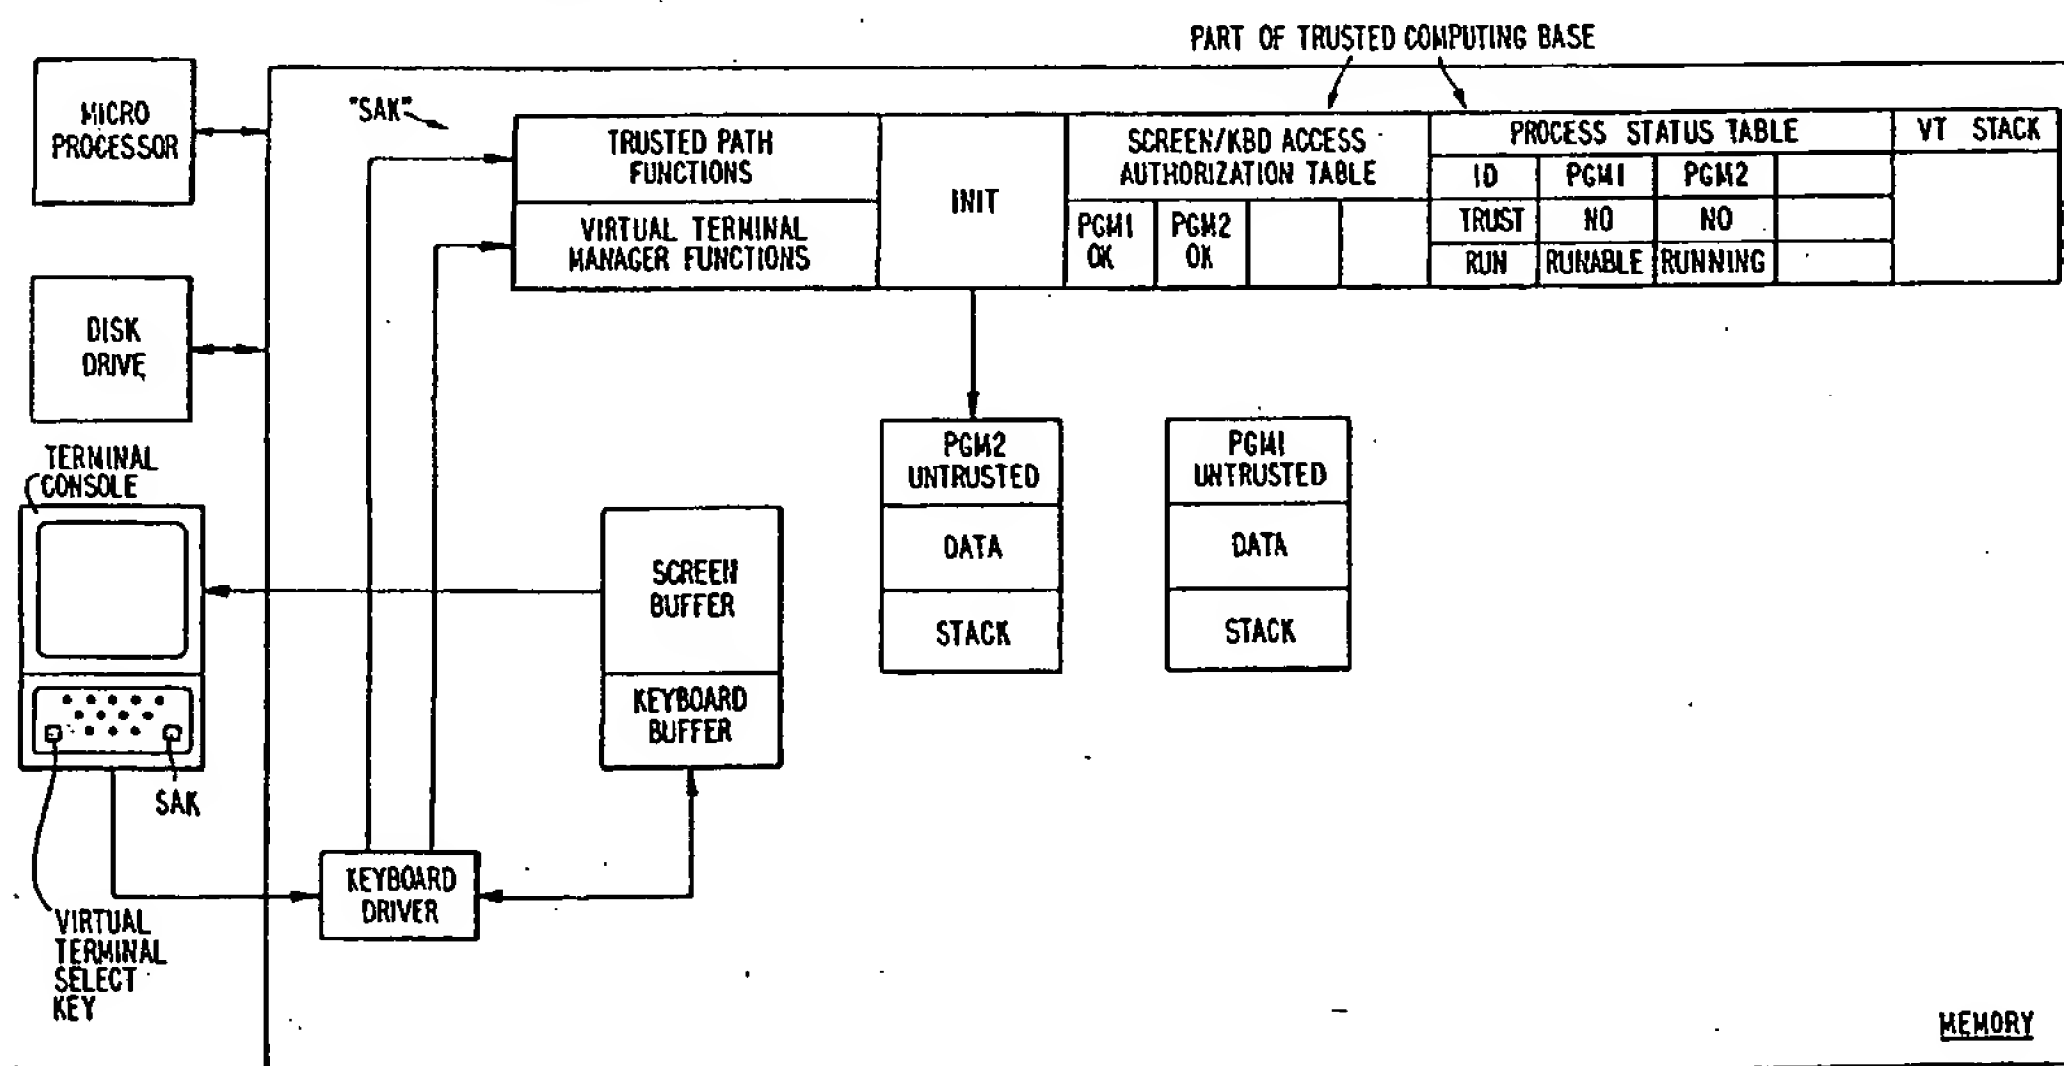 PART OF TRUSTED COMPUTING BASE
MICRO
PROCESSOR
"SAK"
TRUSTED PATH
FUNCTIONS
VIRTUAL TERMINAL
MANAGER FUNCTIONS
INIT
SCREEN/KBD ACCESS
AUTHORIZATION TABLE
PGM1
OK
PGM2
OK
PROCESS STATUS TABLE
ID PGM1 PGM2
TRUST NO NO
RUN RUNABLE RUNNING
VT STACK
DISK
DRIVE
TERMINAL
CONSOLE
PGM2
UNTRUSTED
DATA
STACK
PGM1
UNTRUSTED
DATA
STACK
SCREEN
BUFFER
KEYBOARD
BUFFER
SAK
KEYBOARD
DRIVER
VIRTUAL
TERMINAL
SELECT
KEY
MEMORY